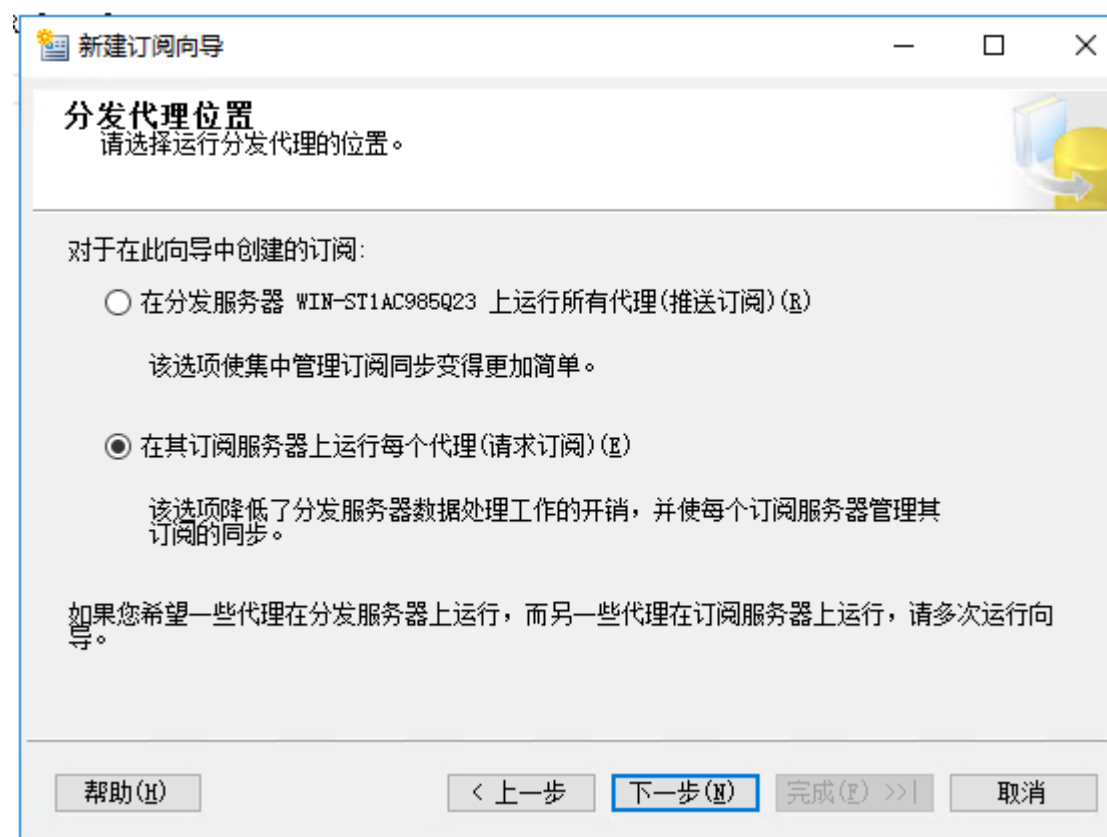 新建订阅向导
分发代理位置
请选择运行分发代理的位置。
对于在此向导中创建的订阅:
在分发服务器 WIN-ST1AC985Q23 上运行所有代理(推送订阅)(R)
该选项使集中管理订阅同步变得更加简单。
在其订阅服务器上运行每个代理(请求订阅)(E)
该选项降低了分发服务器数据处理工作的开销，并使每个订阅服务器管理其
订阅的同步。
如果您希望一些代理在分发服务器上运行，而另一些代理在订阅服务器上运行，请多次运行向
导。
帮助(H) < 上一步 下一步(N) 完成(F) >>| 取消